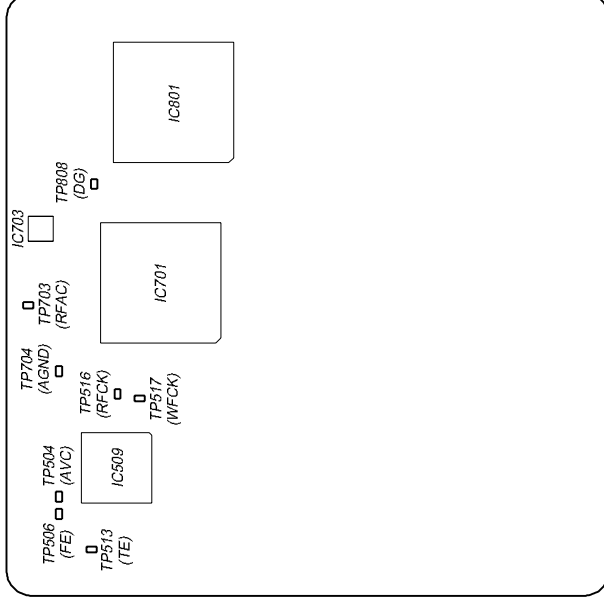 IC801
TP808
(DG)
IC703
IC701
TP703
(RFAC)
TP704
(AGND)
TP516
(RFCK)
TP517
(WFCK)
TP504
(AVC)
IC509
TP506
(FE)
TP513
(TE)